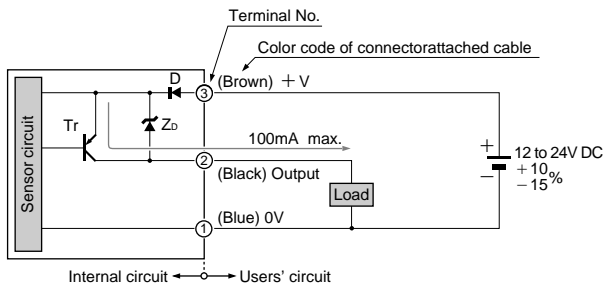 Terminal No.
Color code of connectorattached cable
D
3 (Brown) +V
Sensor circuit
Tr
ZD
100mA max.
2
(Black) Output
+
−
12 to 24V DC
+10
−15 %
Load
(Blue) 0V
1
Internal circuit
Users' circuit